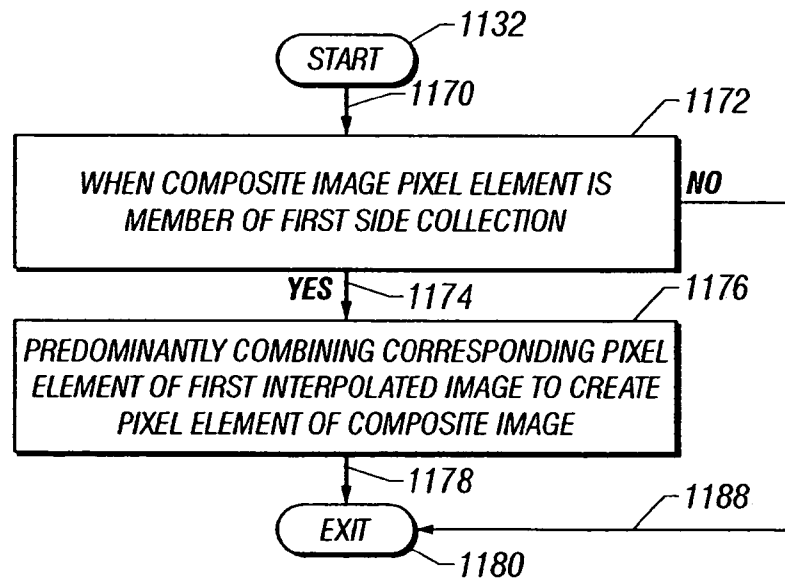 1132
START
1170
1172
WHEN COMPOSITE IMAGE PIXEL ELEMENT IS
MEMBER OF FIRST SIDE COLLECTION
NO
YES
1174
1176
PREDOMINANTLY COMBINING CORRESPONDING PIXEL
ELEMENT OF FIRST INTERPOLATED IMAGE TO CREATE
PIXEL ELEMENT OF COMPOSITE IMAGE
1178
1188
EXIT
1180